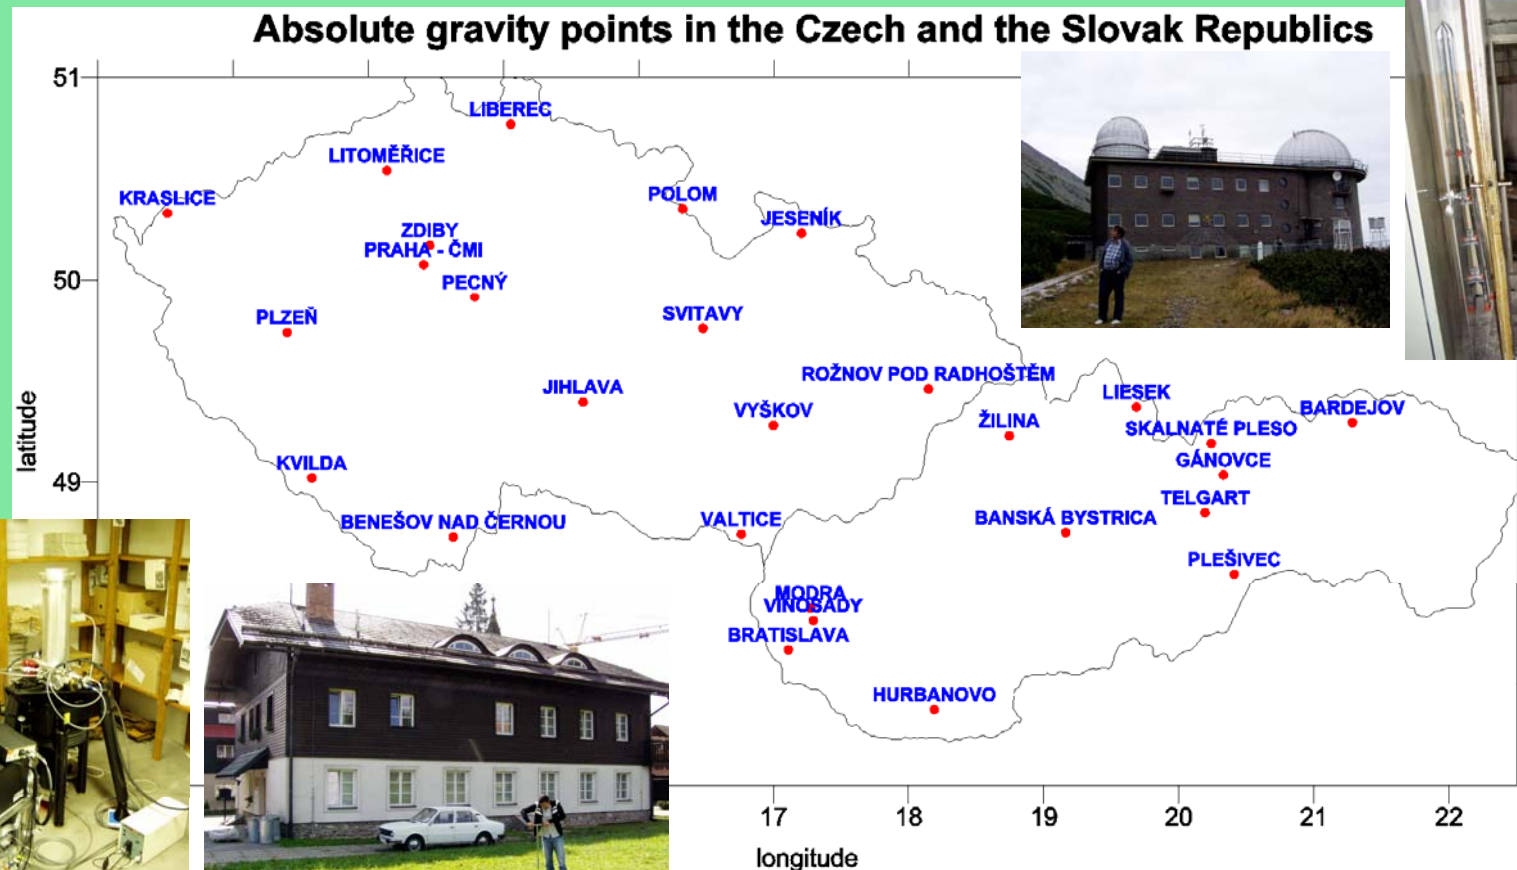 Absolute gravity points in the Czech and the Slovak Republics
51
LIBEREC
LITOMĚŘICE
KRASLICE
POLOM
JESENÍK
ZDIBY
PRAHA - ČMI
50
PECNÝ
PLZEŇ
SVITAVY
ROŽNOV POD RADHOŠTĚM
JIHLAVA
LIESEK
VYŠKOV
BARDEJOV
ŽILINA
SKALNATÉ PLESO
latitude
GÁNOVCE
KVILDA
49
TELGART
BENEŠOV NAD ČERNOU
VALTICE
BANSKÁ BYSTRICA
PLEŠIVEC
MODRA
VINOSADY
BRATISLAVA
HURBANOVO
17 18 19 20 21 22
longitude